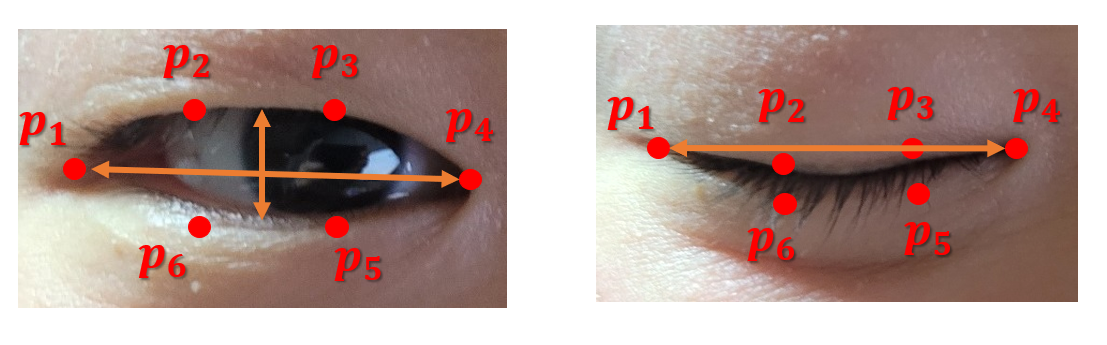 p₂ p₃
p₁ p₄
p₆ p₅
p₂ p₃ p₄
p₁
p₆ p₅